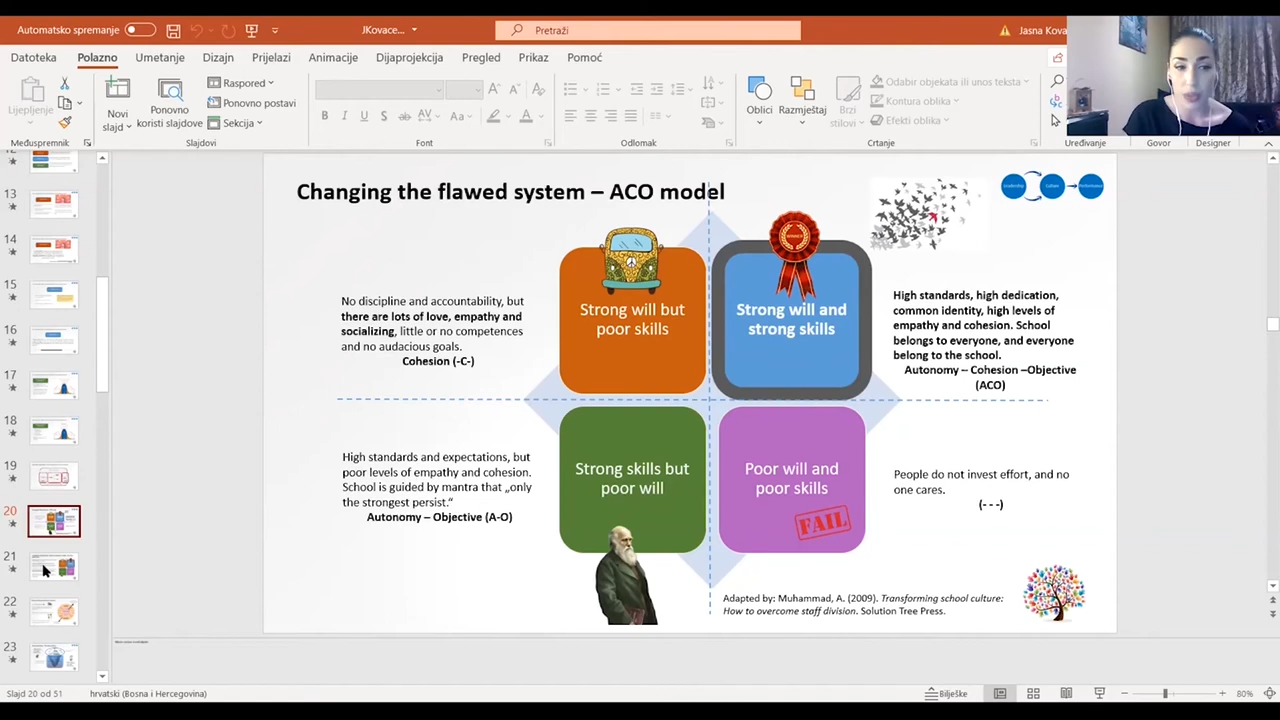 Automatsko spremanje
JKovace...
Pretraži
Jasna Kova
Datoteka
Polazno
Umetanje
Dizajn
Prijelazi
Animacije
Dijaprojekcija
Pregled
Prikaz
Pomoć
Lijepljenje
Novi
slajd
Ponovno
koristi slajdove
Raspored
Ponovo postavi
Sekcija
Oblici
Razmještaj
Brzi
stilovi
Odabir objekata ili unos teksta
Kontura oblika
Efekti oblika
Međuspremnik
Slajdovi
Font
Odlomak
Crtanje
Uređivanje
Govor
Designer
13
14
15
16
17
18
19
20
21
22
23
Changing the flawed system – ACO model
Leadership
Culture
Performance
No discipline and accountability, but
there are lots of love, empathy and
socializing, little or no competences
and no audacious goals.
Cohesion (-C-)
Strong will but
poor skills
WINNER
Strong will and
strong skills
High standards, high dedication,
common identity, high levels of
empathy and cohesion. School
belongs to everyone, and everyone
belong to the school.
Autonomy – Cohesion –Objective
(ACO)
High standards and expectations, but
poor levels of empathy and cohesion.
School is guided by mantra that „only
the strongest persist.“
Autonomy – Objective (A-O)
Strong skills but
poor will
Poor will and
poor skills
FAIL
People do not invest effort, and no
one cares.
(- - -)
Adapted by: Muhammad, A. (2009). Transforming school culture:
How to overcome staff division. Solution Tree Press.
Slajd 20 od 51
hrvatski (Bosna i Hercegovina)
Bilješke
80%